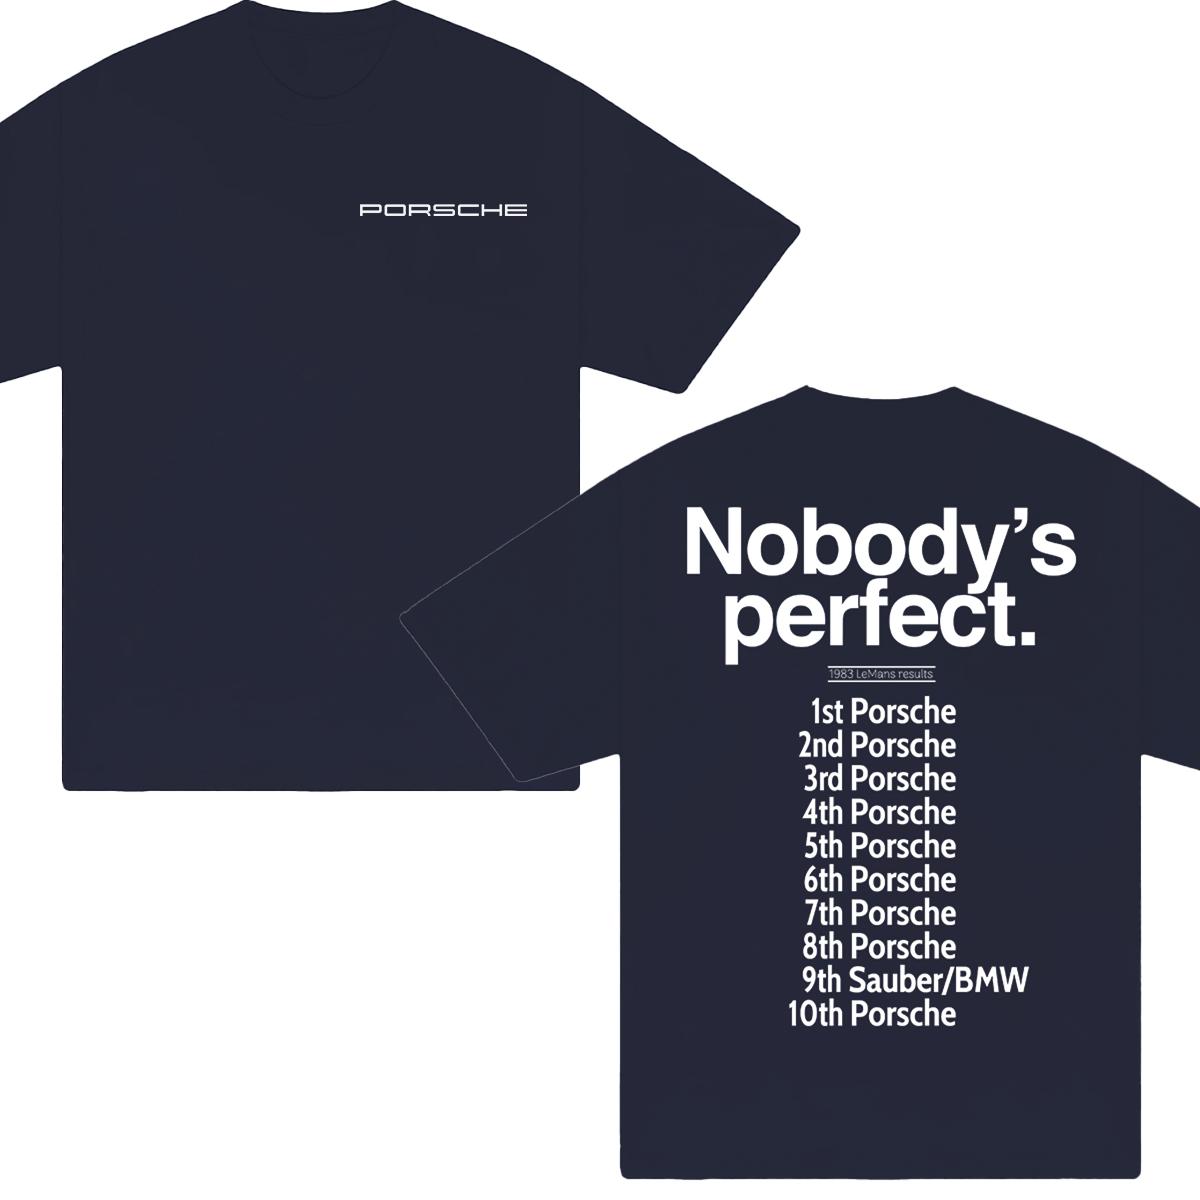 PORSCHE
Nobody’s
perfect.
1983 LeMans results
1st Porsche
2nd Porsche
3rd Porsche
4th Porsche
5th Porsche
6th Porsche
7th Porsche
8th Porsche
9th Sauber/BMW
10th Porsche